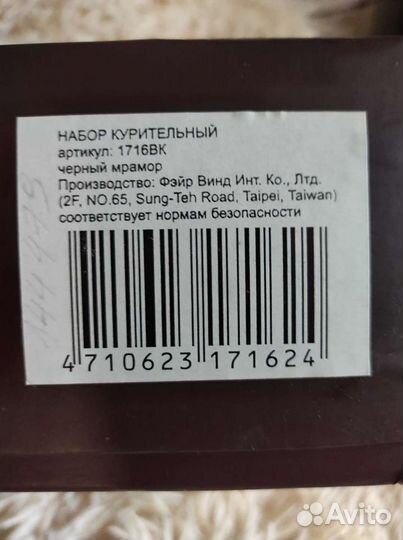 НАБОР КУРИТЕЛЬНЫЙ
артикул: 1716BK
черный мрамор
Производство: Фэйр Винд Инт. Ко., Лтд.
(2F, NO.65, Sung-Teh Road, Taipei, Taiwan)
соответствует нормам безопасности
4 710623 171624
Avito